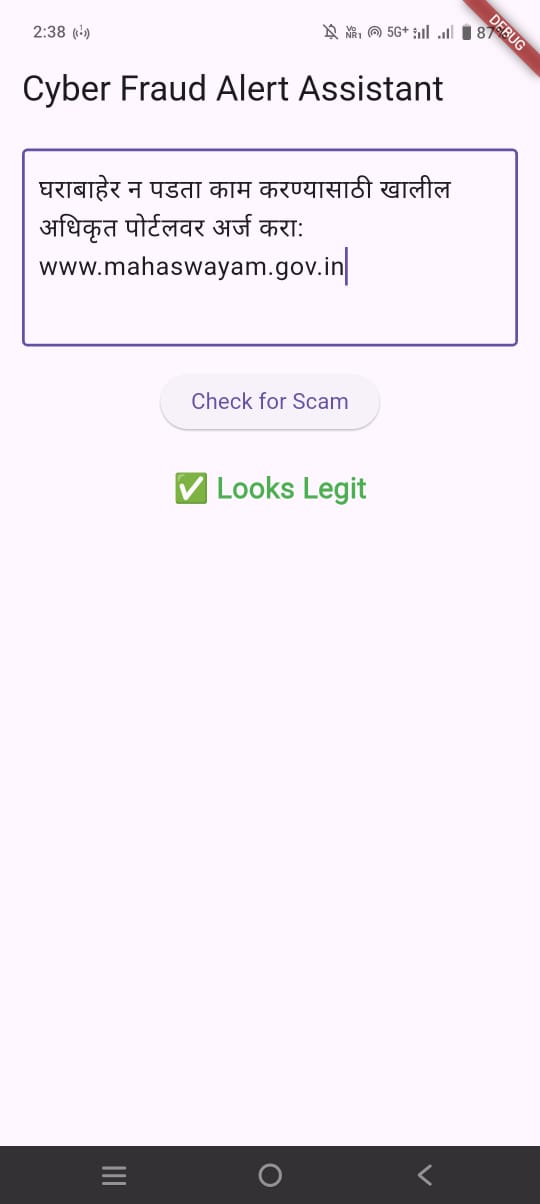 2:38
5G+
87%
DEBUG
Cyber Fraud Alert Assistant
घराबाहेर न पडता काम करण्यासाठी खालील
अधिकृत पोर्टलवर अर्ज करा:
www.mahaswayam.gov.in
Check for Scam
✅ Looks Legit